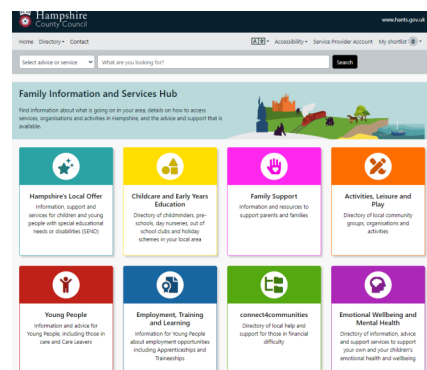 Hampshire
County Council
www.hants.gov.uk
Home Directory Contact
Accessibility Service Provider Account My shortlist 0
Select advice or service What are you looking for? Search
Family Information and
Services Hub
Find information about what is going on in your area, details on how to access
services, organisations and activities in Hampshire, and the advice and support that is
available.
Hampshire's Local Offer
Information, support and
services for children and young
people with special educational
needs or disabilities (SEND)
Childcare and Early Years
Education
Directory of childminders, pre-
schools, day nurseries, out of
school clubs and holiday
schemes in your local area
Family Support
Information and resources to
support parents and families
Activities, Leisure and
Play
Directory of local community
groups, organisations and
activities
Young People
Information and advice for
Young People, including those in
care and Care Leavers
Employment, Training
and Learning
Information for Young People
about employment opportunities
including Apprenticeships and
Traineeships
connect4communities
Directory of local help and
support for those in financial
difficulty
Emotional Wellbeing and
Mental Health
Directory of information, advice
and support services to support
your own and your children's
emotional health and wellbeing